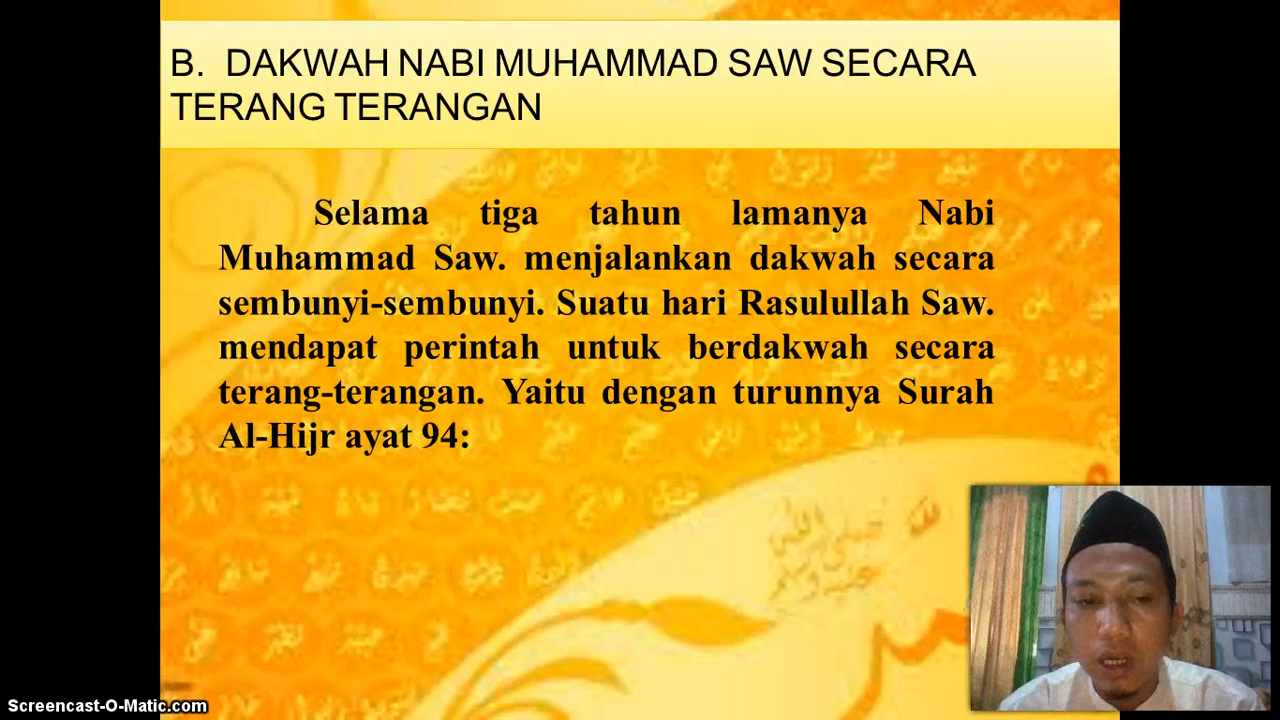 B. DAKWAH NABI MUHAMMAD SAW SECARA
TERANG TERANGAN
Selama tiga tahun lamanya Nabi
Muhammad Saw. menjalankan dakwah secara
sembunyi-sembunyi. Suatu hari Rasulullah Saw.
mendapat perintah untuk berdakwah secara
terang-terangan. Yaitu dengan turunnya Surah
Al-Hijr ayat 94:
Screencast-O-Matic.com